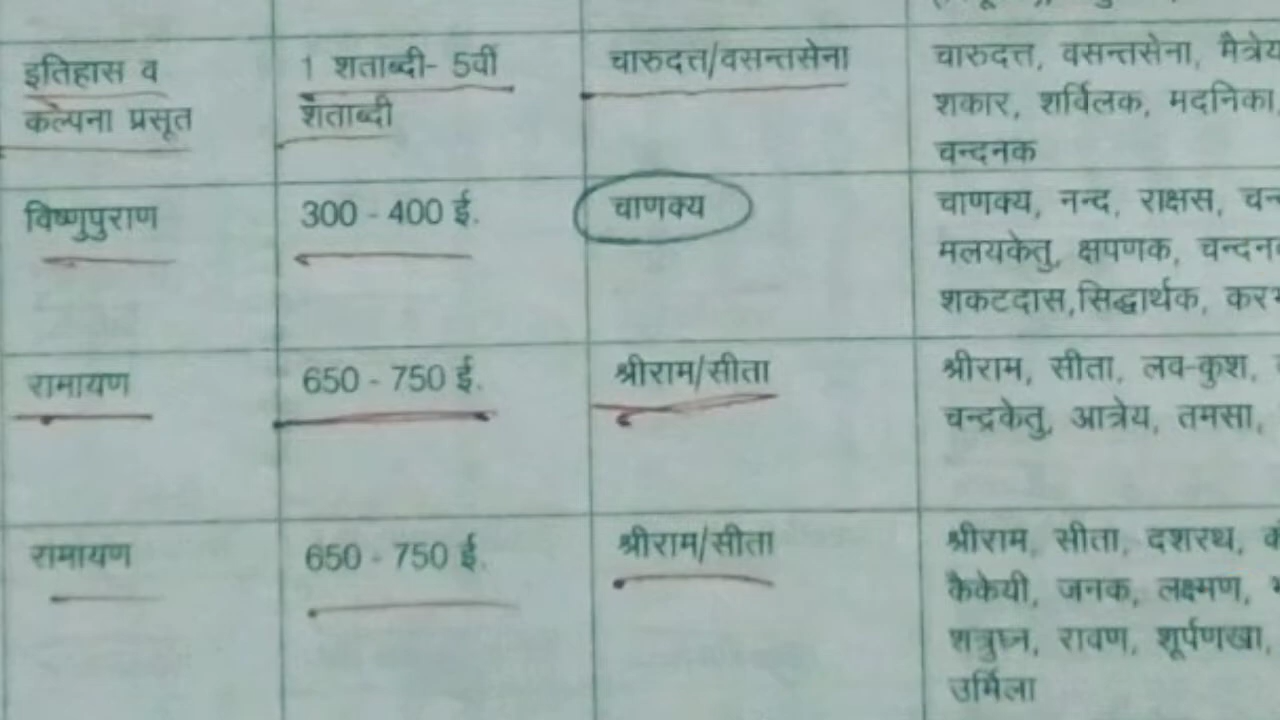 इतिहास व
कल्पना प्रसूत
1 शताब्दी- 5वीं
शताब्दी
चारुदत्त/वसन्तसेना
चारुदत्त, वसन्तसेना, मैत्रेय
शकार, शर्विलक, मदनिका,
चन्दनक
विष्णुपुराण
300 - 400 ई.
चाणक्य
चाणक्य, नन्द, राक्षस,
मलयकेतु, क्षपणक,
शकटदास,सिद्धार्थक,
रामायण
650 - 750 ई.
श्रीराम/सीता
श्रीराम, सीता, लव-कुश,
चन्द्रकेतु, आत्रेय, तमसा,
रामायण
650 - 750 ई.
श्रीराम/सीता
श्रीराम, सीता, दशरथ,
कैकेयी, जनक, लक्ष्मण,
शत्रुघ्न, रावण, शूर्पणखा,
उर्मिला